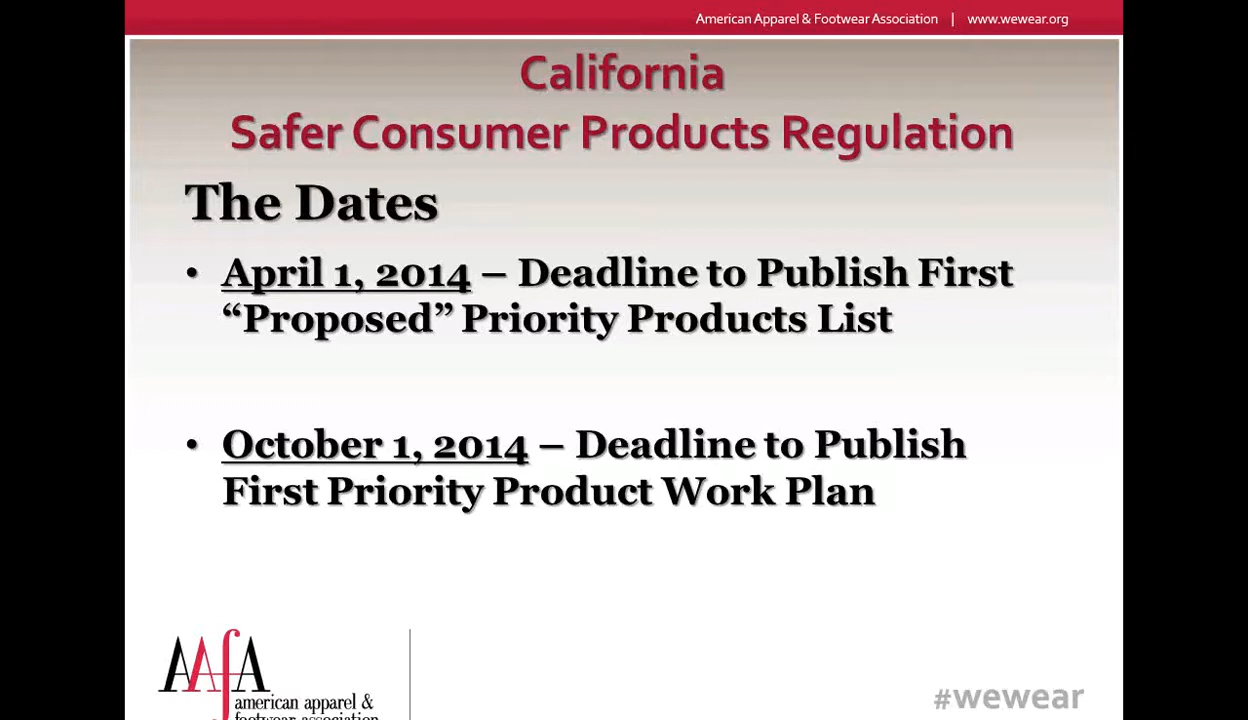 American Apparel & Footwear Association | www.wewear.org
California
Safer Consumer Products Regulation
The Dates
• April 1, 2014 – Deadline to Publish First
“Proposed” Priority Products List
• October 1, 2014 – Deadline to Publish
First Priority Product Work Plan
AAfA
american apparel &
footwear association
#wewear